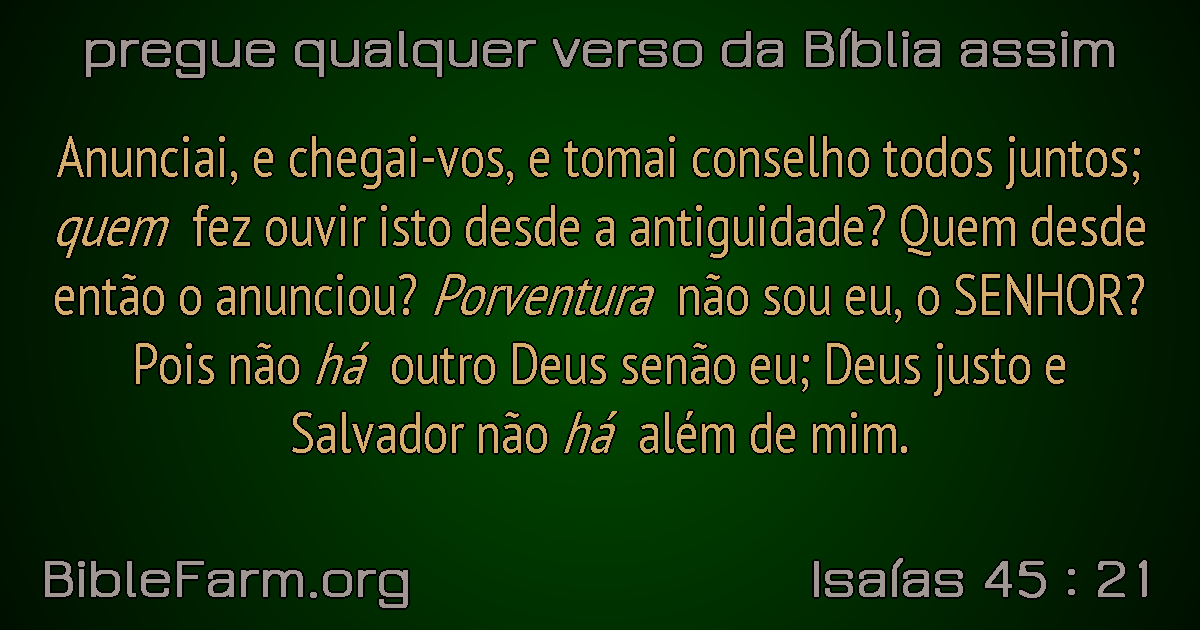 pregue qualquer verso da Bíblia assim
Anunciai, e chegai-vos, e tomai conselho todos juntos;
quem fez ouvir isto desde a antiguidade? Quem desde
então o anunciou? Porventura não sou eu, o SENHOR?
Pois não há outro Deus senão eu; Deus justo e
Salvador não há além de mim.
BibleFarm.org
Isaías 45 : 21